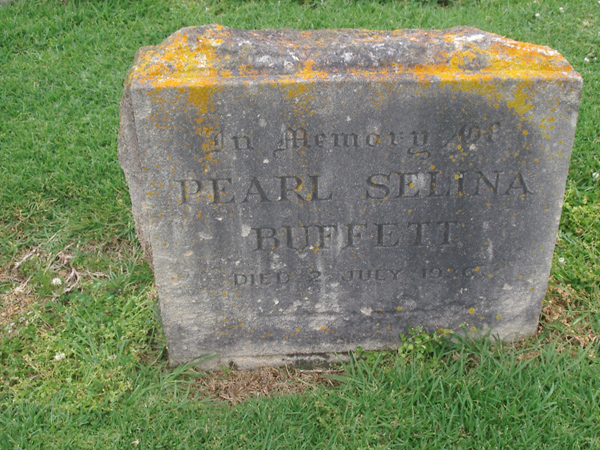 In Memory Of
PEARL SELINA
BUFFETT
DIED 2 JULY